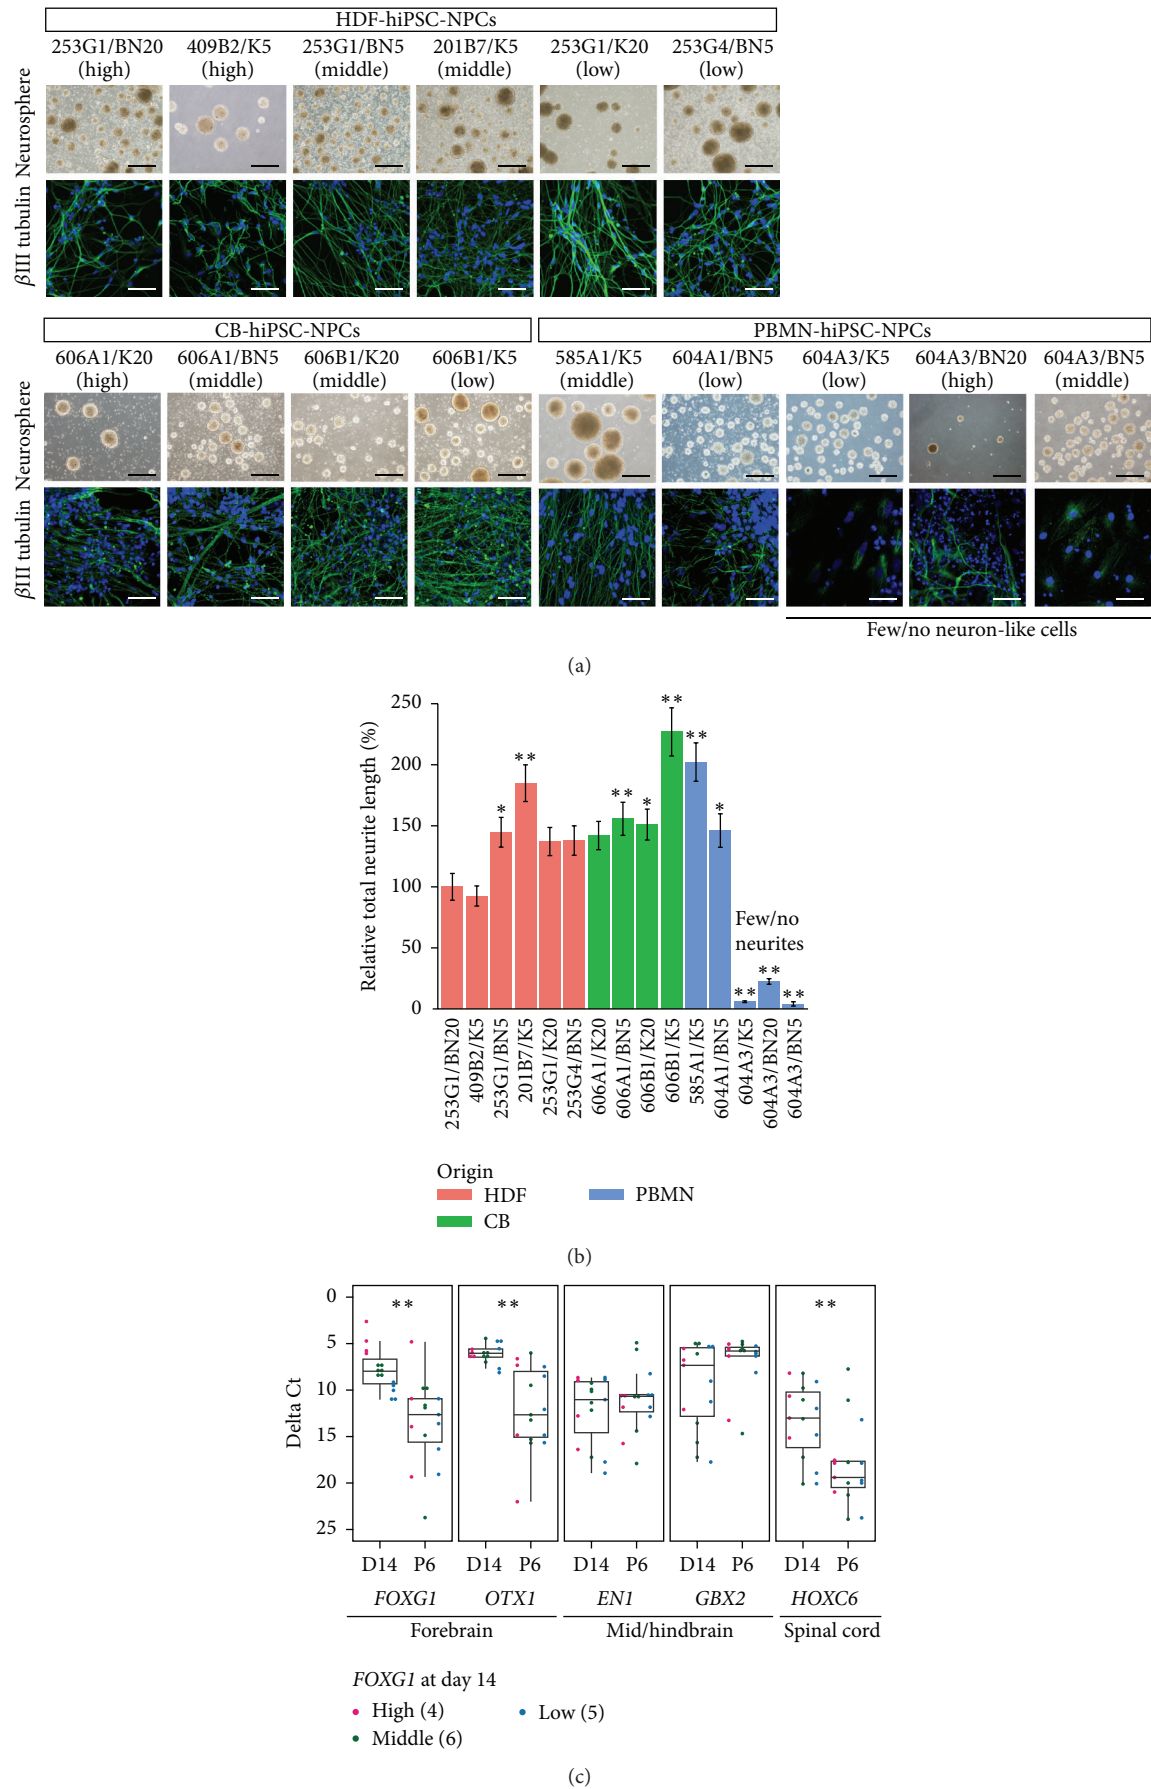 HDF-hiPSC-NPCs
253G1/BN20 409B2/K5 253G1/BN5 201B7/K5 253G1/K20 253G4/BN5
(high) (high) (middle) (middle) (low) (low)
Neurosphere
βIII tubulin
CB-hiPSC-NPCs PBMN-hiPSC-NPCs
606A1/K20 606A1/BN5 606B1/K20 606B1/K5 585A1/K5 604A1/BN5 604A3/K5 604A3/BN20 604A3/BN5
(high) (middle) (middle) (low) (middle) (low) (low) (high) (middle)
Neurosphere
βIII tubulin
Few/no neuron-like cells
(a)
Relative total neurite length (%)
250
200
150
100
50
0
** ** ** * ** * * ** ** **
Few/no
neurites
253G1/BN20
409B2/K5
253G1/BN5
201B7/K5
253G1/K20
253G4/BN5
606A1/K20
606A1/BN5
606B1/K20
606B1/K5
585A1/K5
604A1/BN5
604A3/K5
604A3/BN20
604A3/BN5
Origin
HDF PBMN
CB
(b)
Delta Ct
0
5
10
15
20
25
** ** **
D14 P6 D14 P6 D14 P6 D14 P6 D14 P6
FOXG1 OTX1 EN1 GBX2 HOXC6
Forebrain Mid/hindbrain Spinal cord
FOXG1 at day 14
High (4) Low (5)
Middle (6)
(c)